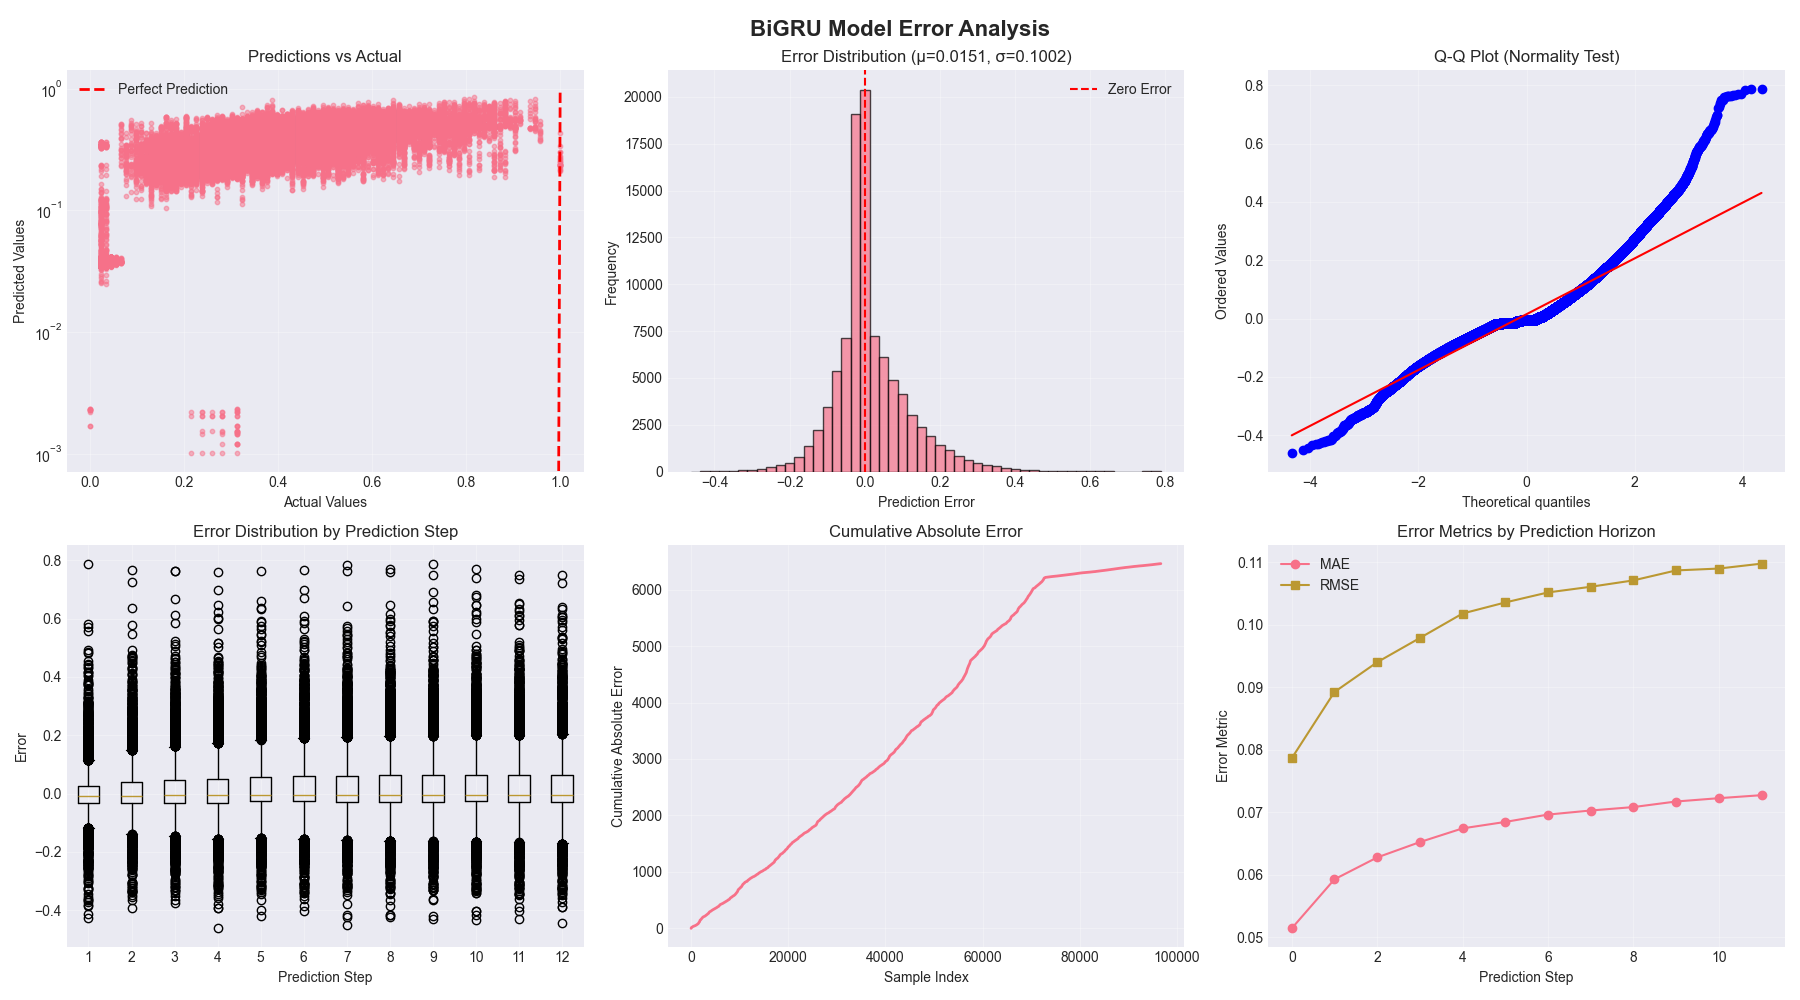 BiGRU Model Error Analysis
Predictions vs Actual
Perfect Prediction
Predicted Values
10⁰
10⁻¹
10⁻²
10⁻³
0.0 0.2 0.4 0.6 0.8 1.0
Actual Values
Error Distribution (μ=0.0151, σ=0.1002)
Zero Error
Frequency
20000
17500
15000
12500
10000
7500
5000
2500
0
−0.4 −0.2 0.0 0.2 0.4 0.6 0.8
Prediction Error
Q-Q Plot (Normality Test)
Ordered Values
0.8
0.6
0.4
0.2
0.0
−0.2
−0.4
−4 −2 0 2 4
Theoretical quantiles
Error Distribution by Prediction Step
Error
0.8
0.6
0.4
0.2
0.0
−0.2
−0.4
1 2 3 4 5 6 7 8 9 10 11 12
Prediction Step
Cumulative Absolute Error
Cumulative Absolute Error
6000
5000
4000
3000
2000
1000
0
0 20000 40000 60000 80000 100000
Sample Index
Error Metrics by Prediction Horizon
MAE
RMSE
Error Metric
0.11
0.10
0.09
0.08
0.07
0.06
0.05
0 2 4 6 8 10
Prediction Step